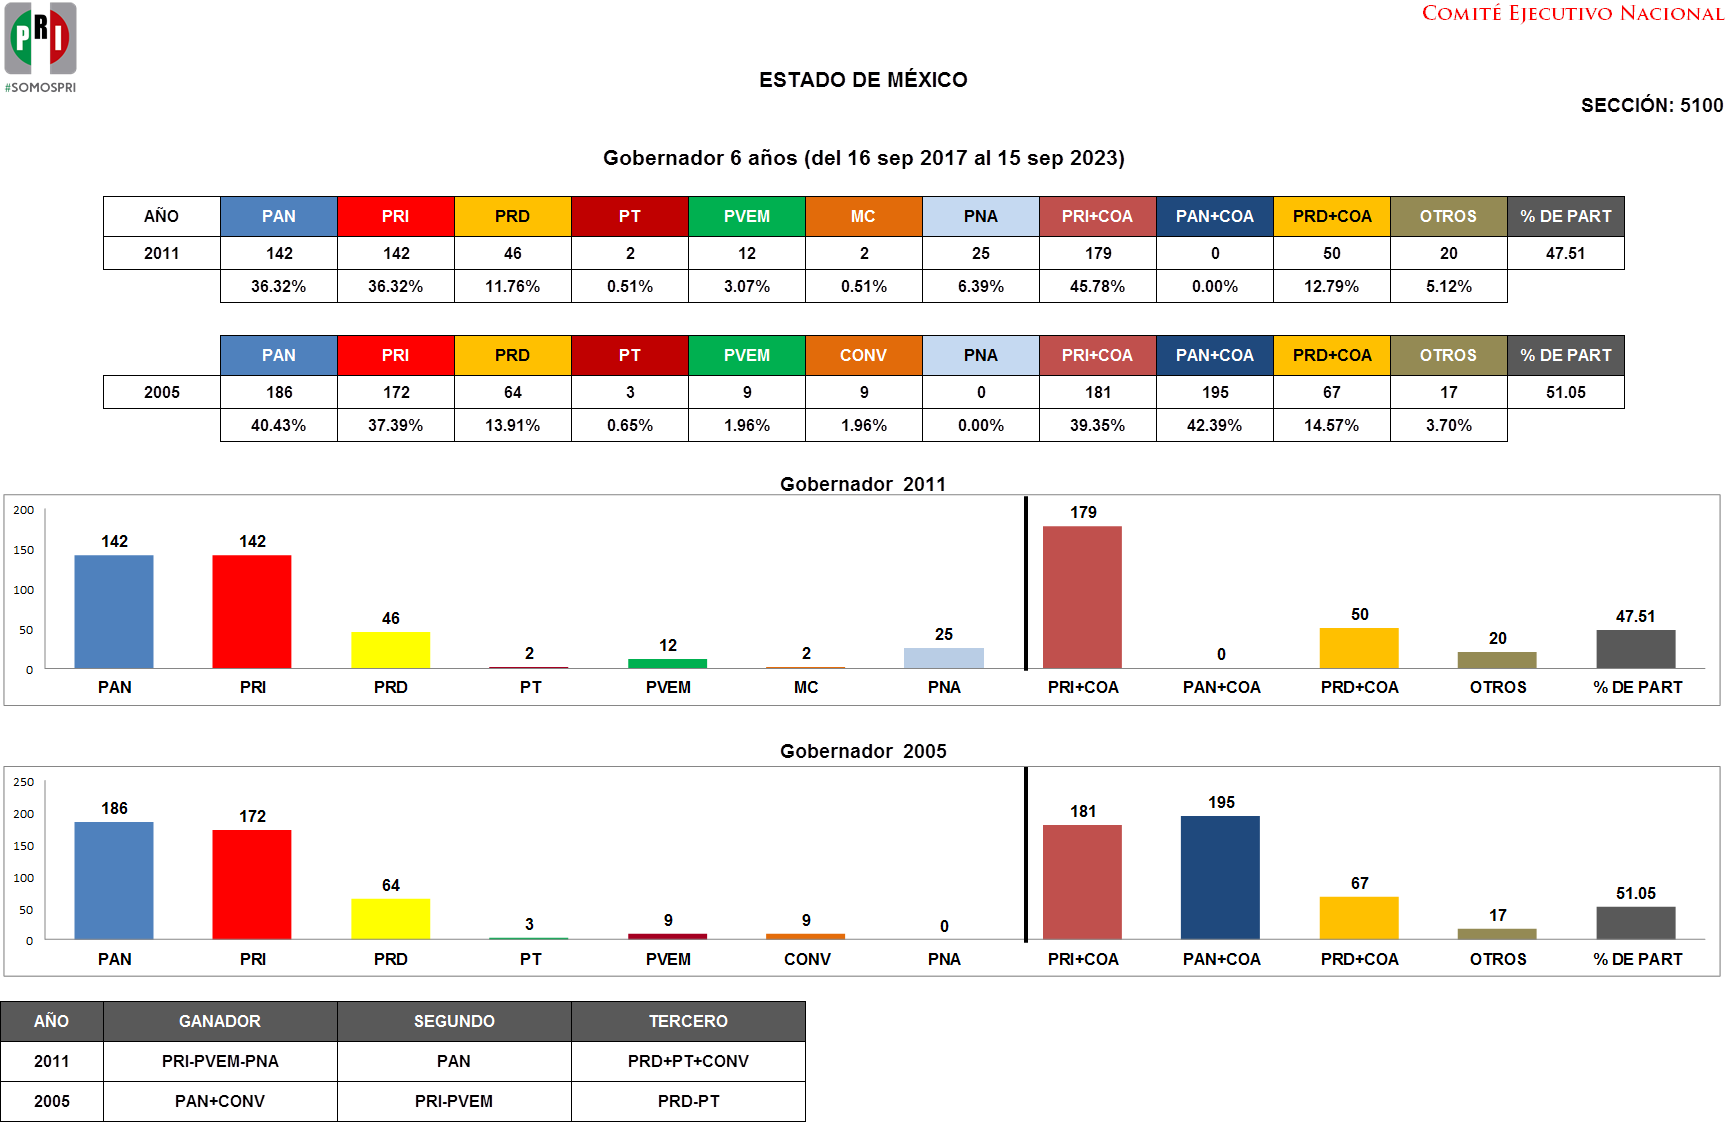 PRI
#SOMOSPRI
COMITÉ EJECUTIVO NACIONAL
ESTADO DE MÉXICO
SECCIÓN: 5100
Gobernador 6 años (del 16 sep 2017 al 15 sep 2023)
AÑO PAN PRI PRD PT PVEM MC PNA PRI+COA PAN+COA PRD+COA OTROS % DE PART
2011 142 142 46 2 12 2 25 179 0 50 20 47.51
36.32% 36.32% 11.76% 0.51% 3.07% 0.51% 6.39% 45.78% 0.00% 12.79% 5.12%
PAN PRI PRD PT PVEM CONV PNA PRI+COA PAN+COA PRD+COA OTROS % DE PART
2005 186 172 64 3 9 9 0 181 195 67 17 51.05
40.43% 37.39% 13.91% 0.65% 1.96% 1.96% 0.00% 39.35% 42.39% 14.57% 3.70%
Gobernador 2011
200
150
100
50
0
142 142 46 2 12 2 25 179 0 50 20 47.51
PAN PRI PRD PT PVEM MC PNA PRI+COA PAN+COA PRD+COA OTROS % DE PART
Gobernador 2005
250
200
150
100
50
0
186 172 64 3 9 9 0 181 195 67 17 51.05
PAN PRI PRD PT PVEM CONV PNA PRI+COA PAN+COA PRD+COA OTROS % DE PART
AÑO GANADOR SEGUNDO TERCERO
2011 PRI-PVEM-PNA PAN PRD+PT+CONV
2005 PAN+CONV PRI-PVEM PRD-PT